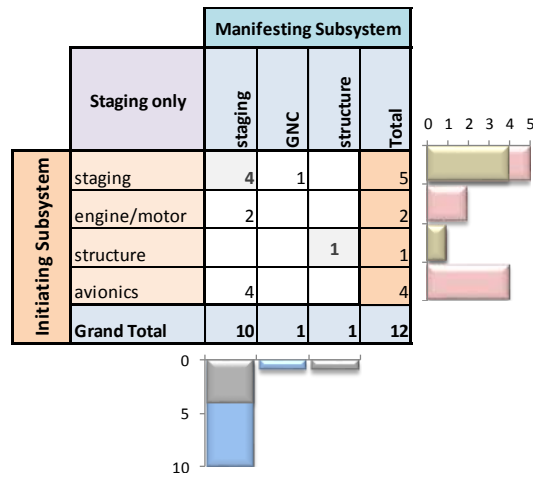 Manifesting Subsystem
Staging only
staging
GNC
structure
Total
0 1 2 3 4 5
Initiating Subsystem
staging 4 1 5
engine/motor 2 2
structure 1 1
avionics 4 4
Grand Total 10 1 1 12
0
5
10